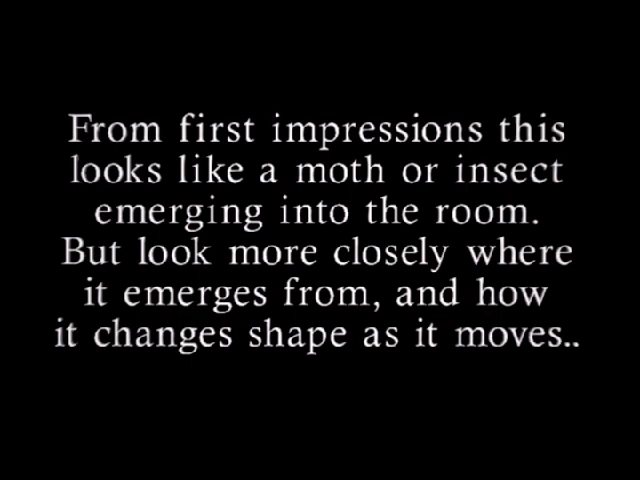 From first impressions this
looks like a moth or insect
emerging into the room.
But look more closely where
it emerges from, and how
it changes shape as it moves..